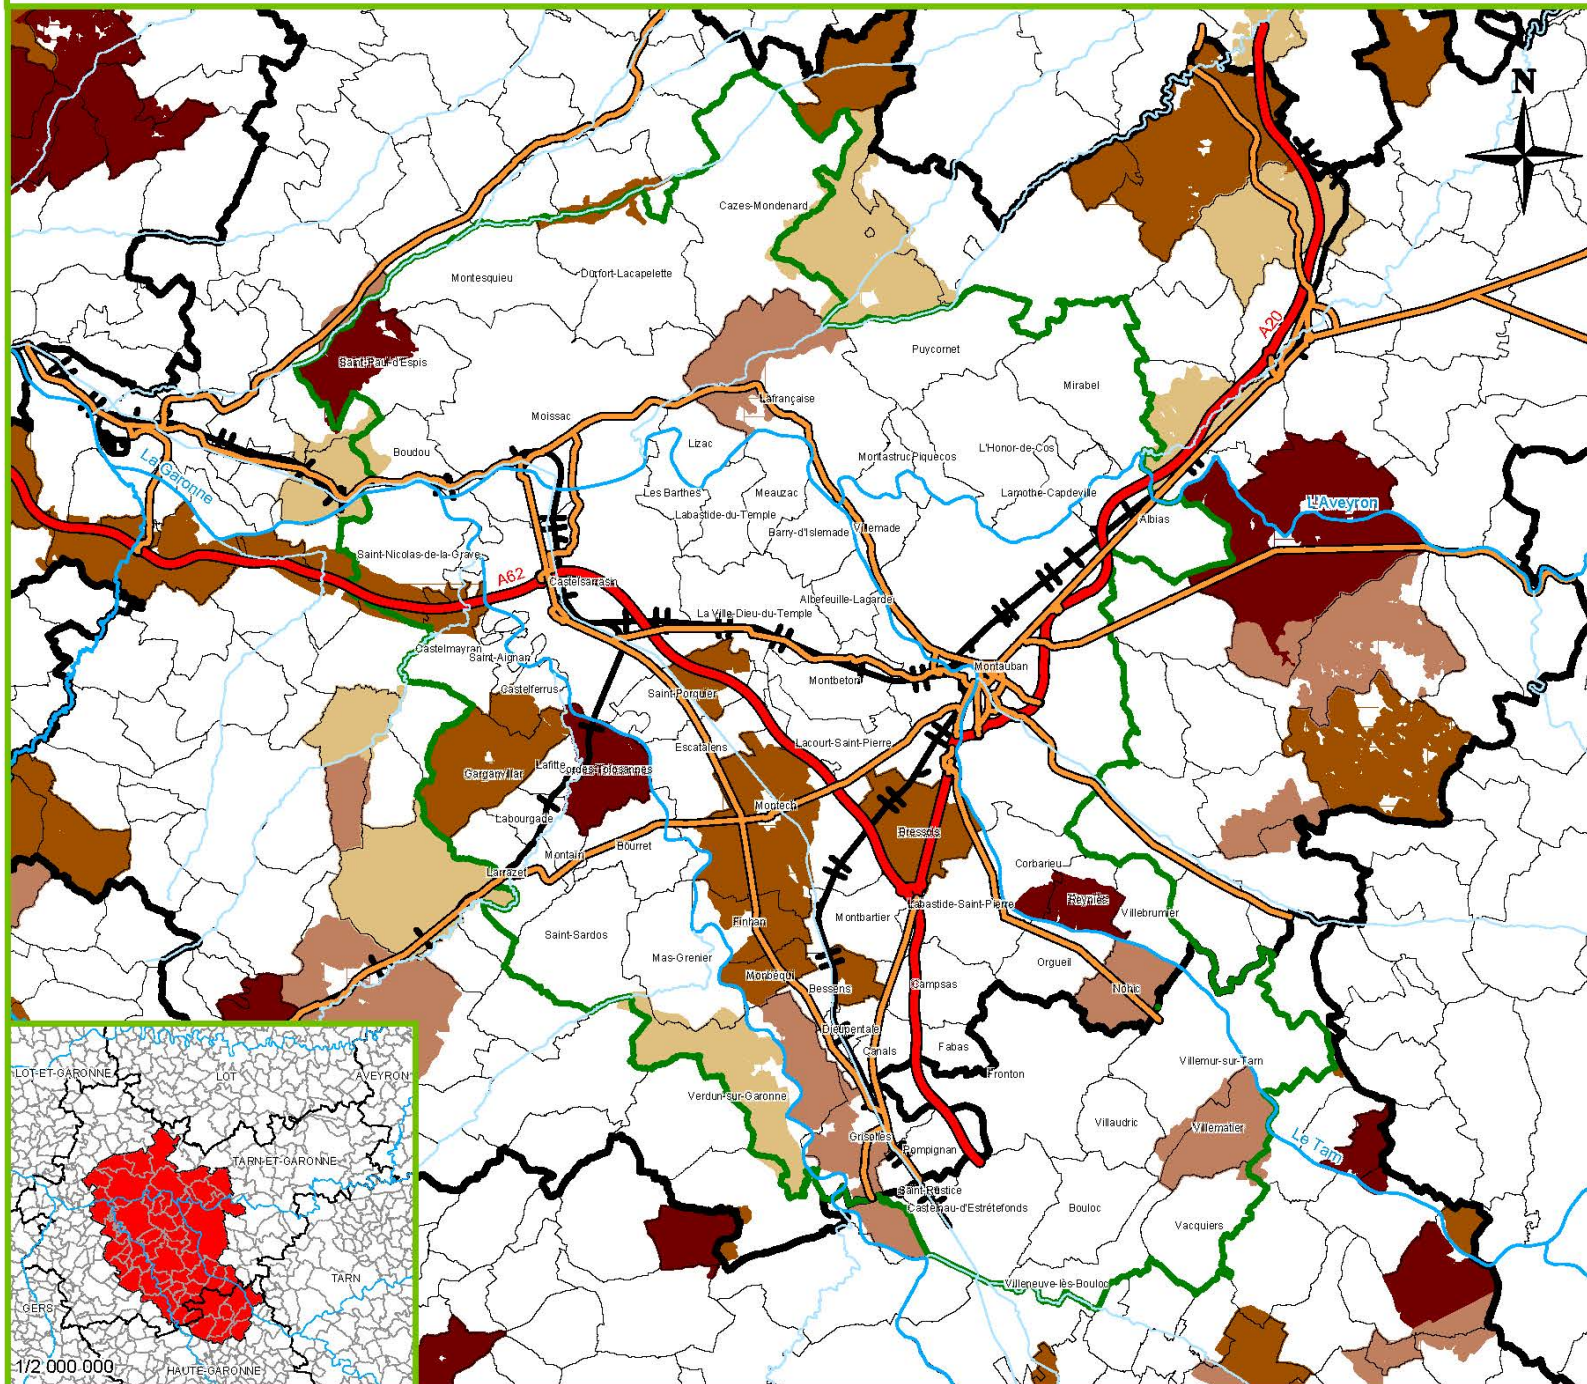 N
Cazes-Mondenard
Montesquieu
Durfort-Lacapelette
A20
Puycornet
Saint-Paul-d'Espis
Mirabel
Lafrançaise
Moissac
Boudou
Lizac
L'Honor-de-Cos
Montastruc
Piquecos
La Garonne
Les Barthes
Meauzac
Lamothe-Capdeville
L'Aveyron
Labastide-du-Temple
Albias
Barry-d'Islemade
Villemade
Saint-Nicolas-de-la-Grave
A62
Castelsarrasin
Albefeuille-Lagarde
La Ville-Dieu-du-Temple
Castelmayran
Saint-Aignan
Montauban
Montbeton
Castelferrus
Saint-Porquier
Lacourt-Saint-Pierre
Escatalens
Lafitte
Garganvillar
Cordes-Tolosannes
Montech
Labourgade
Bressols
Bourret
Montain
Corbarieu
Larrazet
Reyniès
Labastide-Saint-Pierre
Villebrumier
Montbartier
Finhan
Saint-Sardos
Mas-Grenier
Orgueil
Monbéqui
Campsas
Nohic
Bessens
Dieupentale
Canals
Fabas
Villemur-sur-Tarn
Fronton
Verdun-sur-Garonne
Villaudric
Villematier
Grisolles
Le Tarn
Pompignan
Saint-Rustice
Castelnau-d'Estrétefonds
Bouloc
Vacquiers
Villeneuve-lès-Bouloc
LOT-ET-GARONNE
LOT
AVEYRON
TARN-ET-GARONNE
TARN
GERS
HAUTE-GARONNE
1/2 000 000